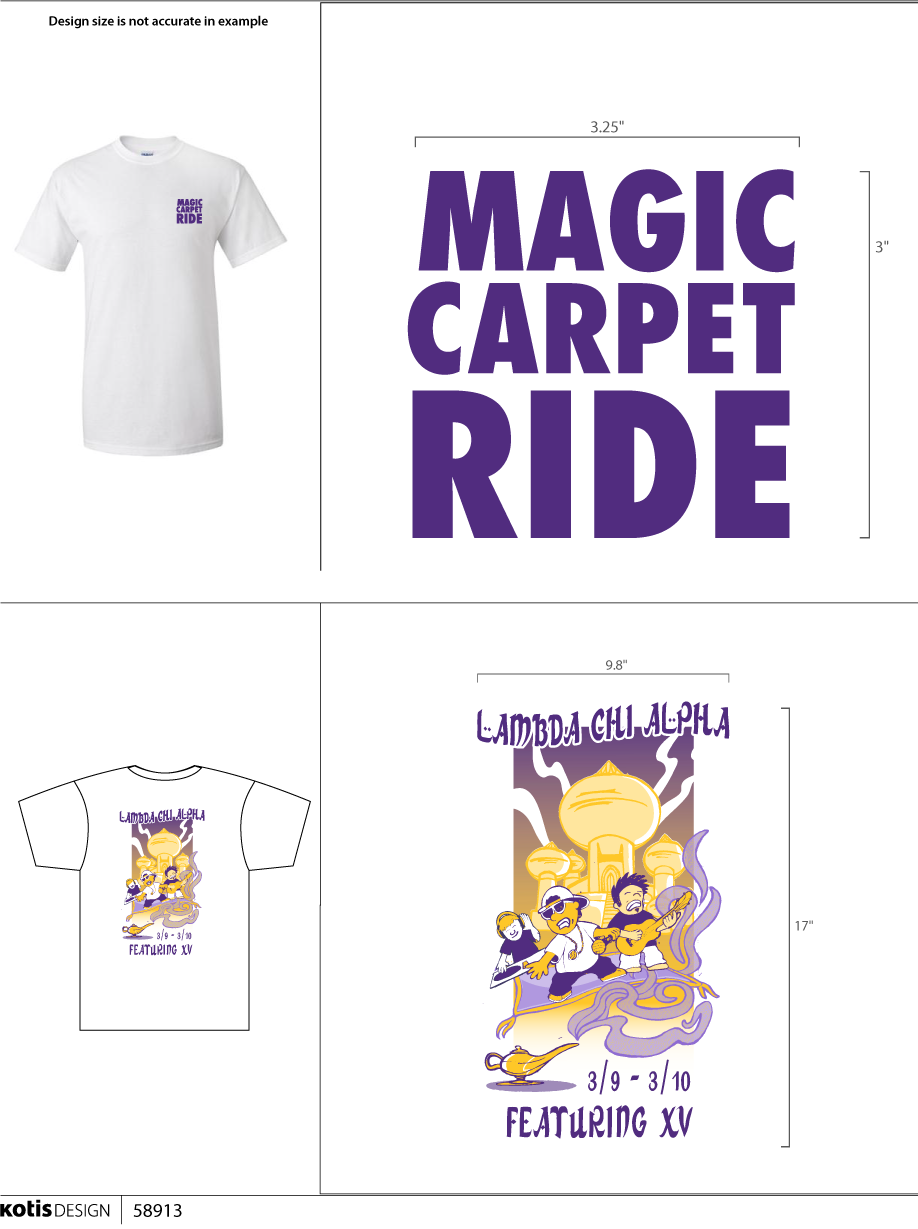 Design size is not accurate in example
MAGIC
CARPET
RIDE
3.25"
MAGIC
CARPET
RIDE
3"
LAMBDA CHI ALPHA
3/9 - 3/10
FEATURING XV
9.8"
LAMBDA CHI ALPHA
3/9 - 3/10
FEATURING XV
17"
KOTIS DESIGN
58913